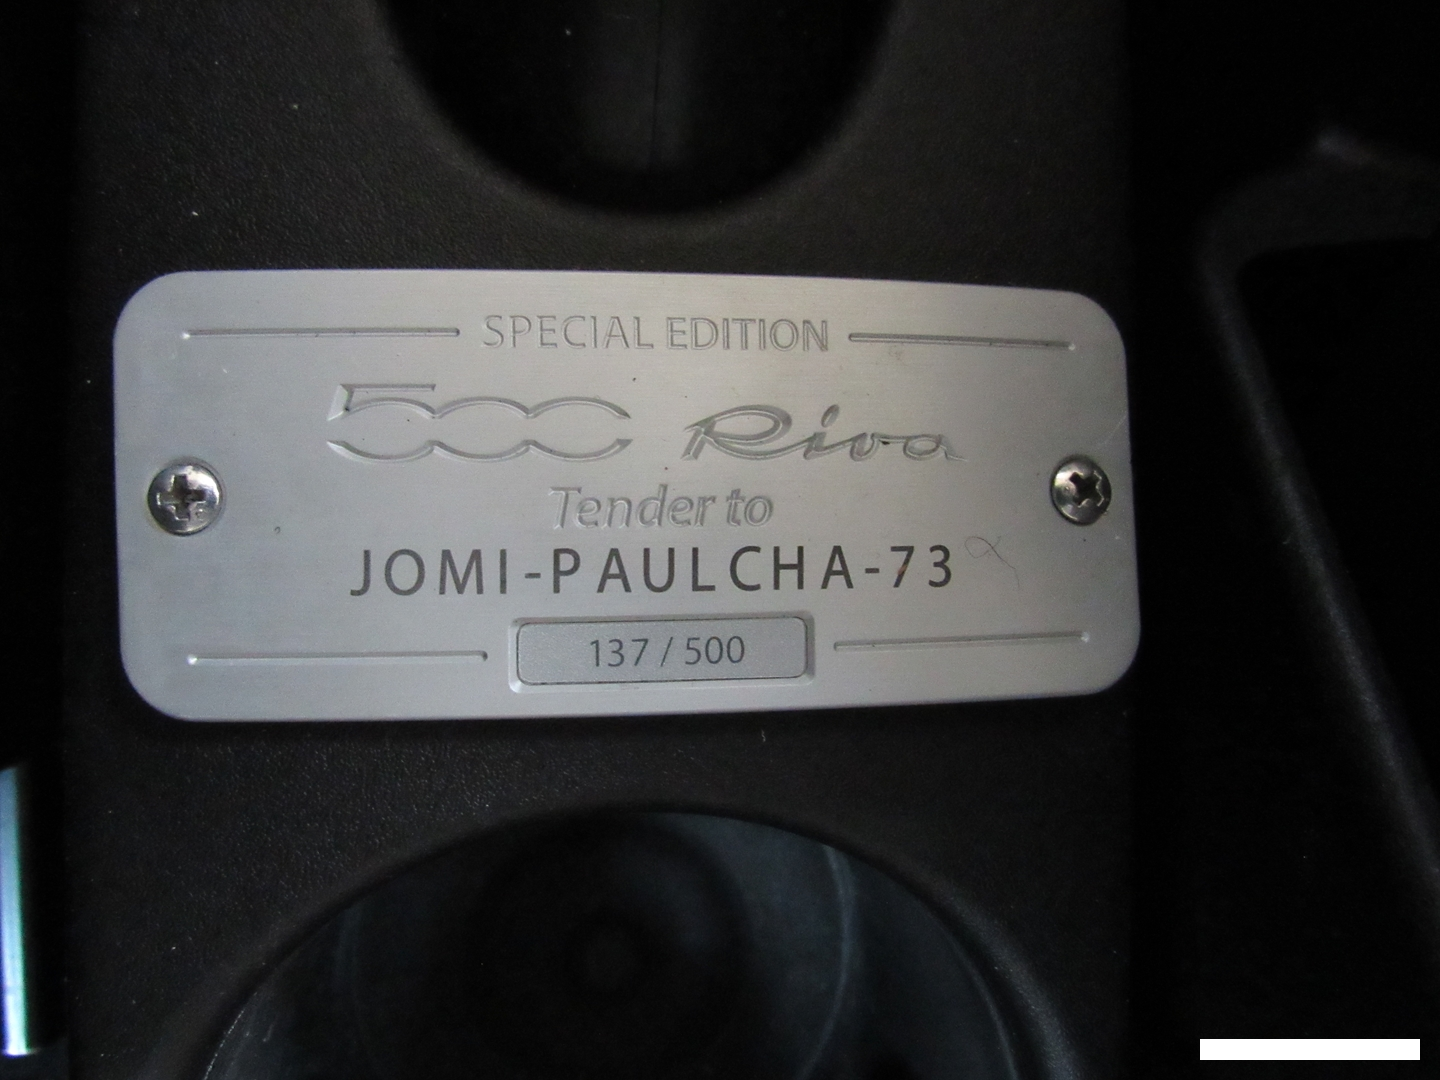 SPECIAL EDITION
500 Riva
Tender to
JOMI-PAULCHA-73
137 / 500